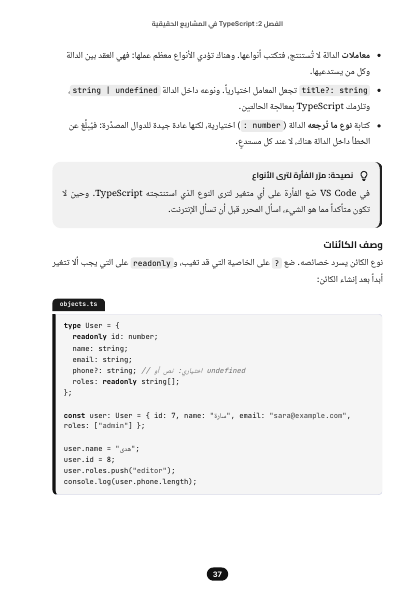 الفصل 2: TypeScript في المشاريع الحقيقية
• معاملات الدالة لا تُستنتج، فتكتب أنواعها. وهناك تؤدي الأنواع معظم عملها: فهي العقد بين الدالة
وكل من يستدعيها.
• title?: string تجعل المعامل اختيارياً. ونوعه داخل الدالة string | undefined،
وتلزمك TypeScript بمعالجة الحالتين.
• كتابة نوع ما تُرجعه الدالة (: number) اختيارية، لكنها عادة جيدة للدوال المصدَّرة: فيُبلَّغ عن
الخطأ داخل الدالة هناك، لا عند كل مستدعٍ.
نصيحة: مرّر الفأرة لترى الأنواع
في VS Code ضع الفأرة على أي متغير لترى النوع الذي استنتجته TypeScript. وحين لا
تكون متأكداً مما هو الشيء، اسأل المحرر قبل أن تسأل الإنترنت.
وصف الكائنات
نوع الكائن يسرد خصائصه. ضع ? على الخاصية التي قد تغيب، و readonly على التي يجب ألا تتغير
أبداً بعد إنشاء الكائن:
objects.ts
type User = {
  readonly id: number;
  name: string;
  email: string;
  phone?: string; // اختياري: نص أو undefined
  roles: readonly string[];
};
const user: User = { id: 7, name: "سارة", email: "sara@example.com",
roles: ["admin"] };
user.name = "هدى";
user.id = 8;
user.roles.push("editor");
console.log(user.phone.length);
37